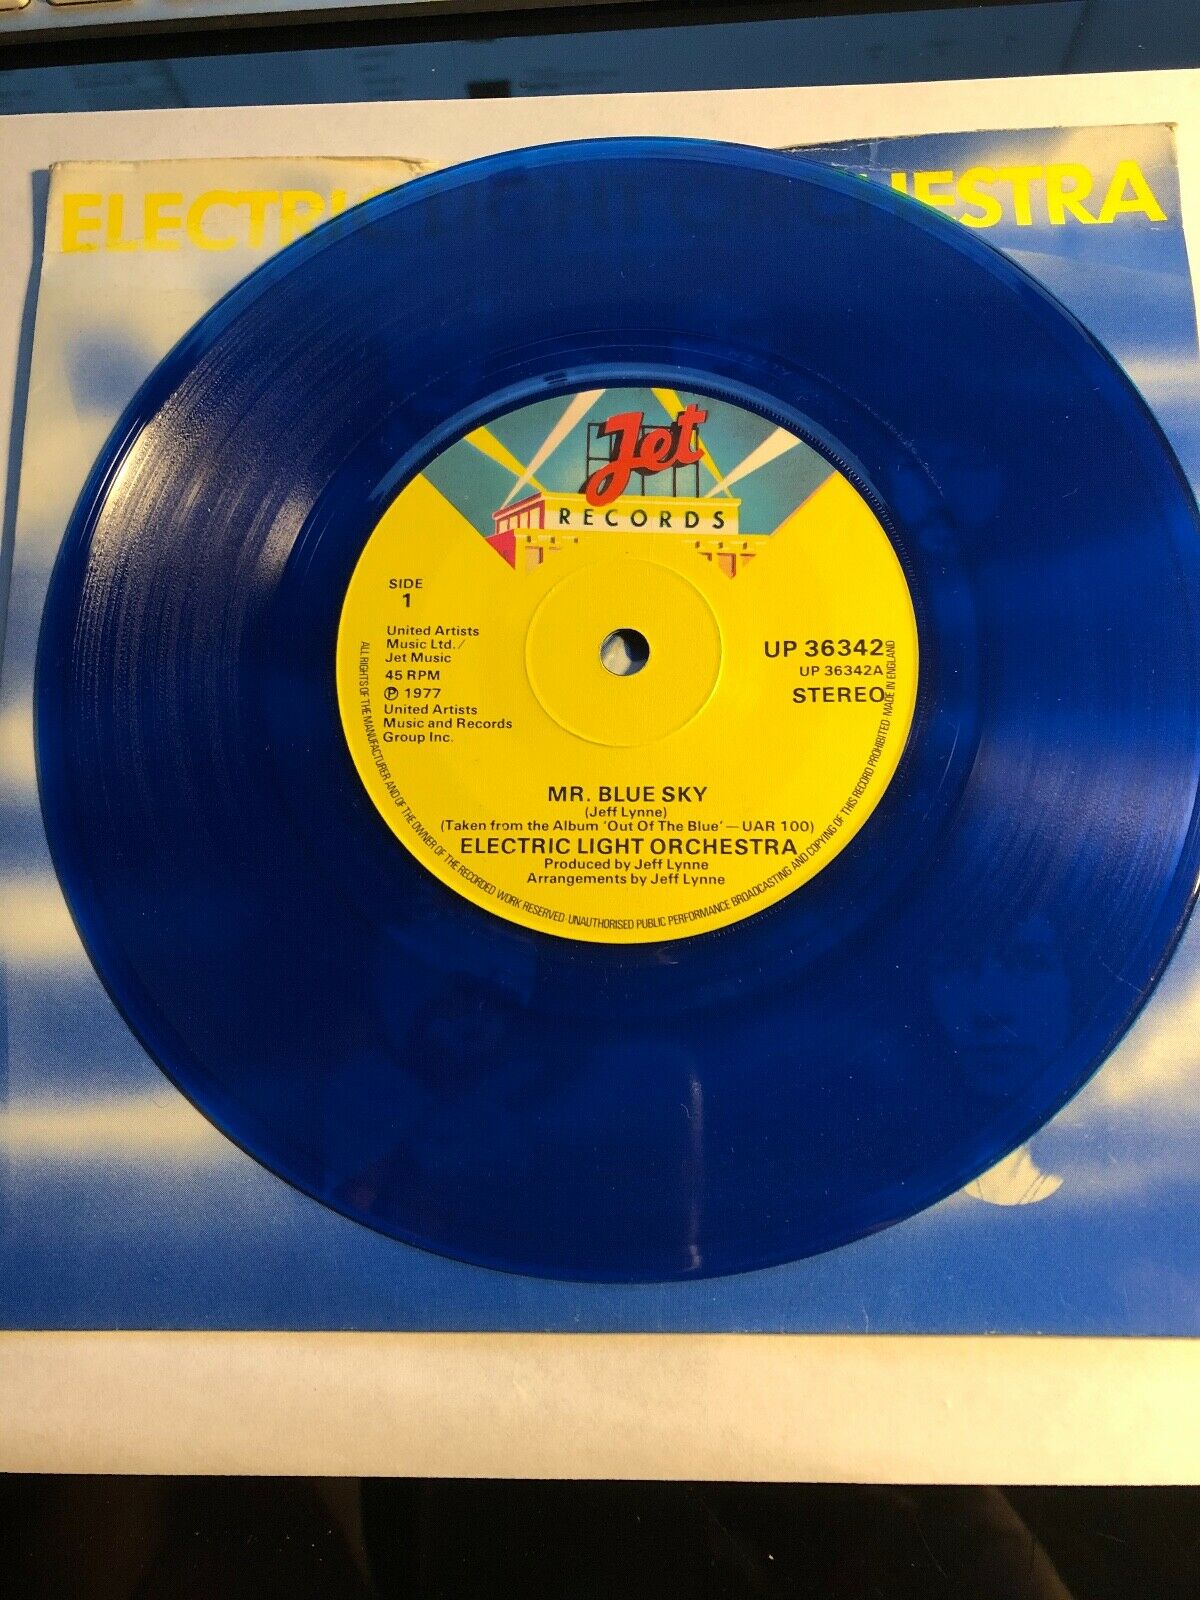 ELECTRI
HESTRA
Jet
RECORDS
SIDE
1
United Artists
Music Ltd./
Jet Music
45 RPM
Ⓟ 1977
United Artists
Music and Records
Group Inc.
UP 36342
UP 36342A
STEREO
MR. BLUE SKY
(Jeff Lynne)
(Taken from the Album 'Out Of The Blue' — UAR 100)
ELECTRIC LIGHT ORCHESTRA
Produced by Jeff Lynne
Arrangements by Jeff Lynne
ALL RIGHTS OF THE MANUFACTURER AND OF THE OWNER OF THE RECORDED WORK RESERVED · UNAUTHORISED PUBLIC PERFORMANCE BROADCASTING AND COPYING OF THIS RECORD PROHIBITED · MADE IN ENGLAND